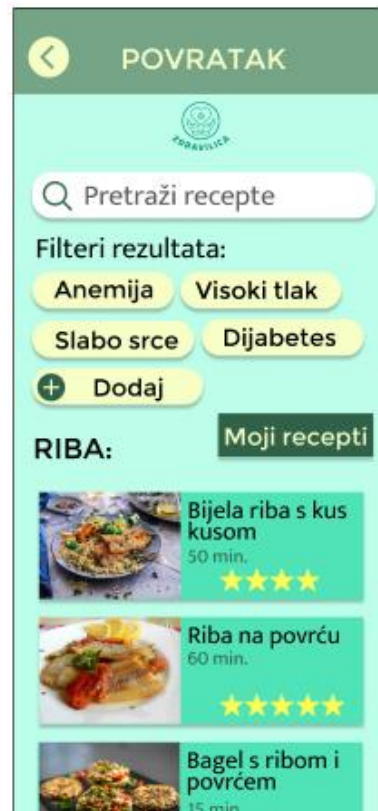 POVRATAK
ZDRAVILICA
Pretraži recepte
Filteri rezultata:
Anemija
Visoki tlak
Slabo srce
Dijabetes
Dodaj
Moji recepti
RIBA:
Bijela riba s kus
kusom
50 min.
Riba na povrću
60 min.
Bagel s ribom i
povrćem
15 min.